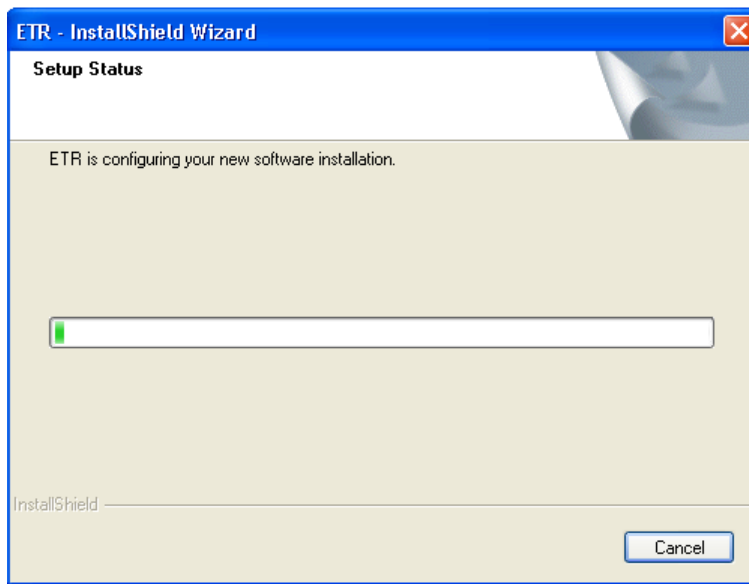 ETR - InstallShield Wizard
Setup Status
ETR is configuring your new software installation.
InstallShield
Cancel